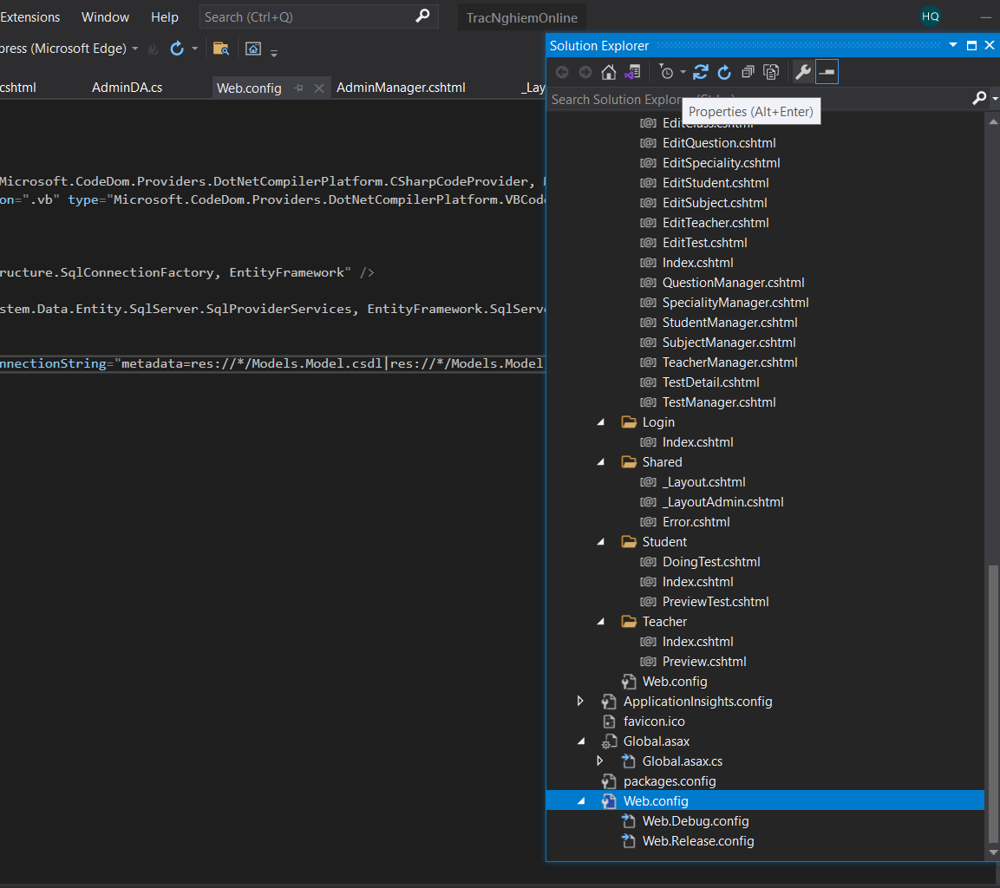 Extensions Window Help Search (Ctrl+Q) TracNghiemOnline HQ
press (Microsoft Edge)
cshtml AdminDA.cs Web.config AdminManager.cshtml _Lay
Microsoft.CodeDom.Providers.DotNetCompilerPlatform.CSharpCodeProvider,
on=".vb" type="Microsoft.CodeDom.Providers.DotNetCompilerPlatform.VBCod
ructure.SqlConnectionFactory, EntityFramework" />
stem.Data.Entity.SqlServer.SqlProviderServices, EntityFramework.SqlServe
nnectionString="metadata=res://*/Models.Model.csdl|res://*/Models.Model
Solution Explorer
Search Solution Explorer
Properties (Alt+Enter)
EditClass.cshtml
EditQuestion.cshtml
EditSpeciality.cshtml
EditStudent.cshtml
EditSubject.cshtml
EditTeacher.cshtml
EditTest.cshtml
Index.cshtml
QuestionManager.cshtml
SpecialityManager.cshtml
StudentManager.cshtml
SubjectManager.cshtml
TeacherManager.cshtml
TestDetail.cshtml
TestManager.cshtml
Login
Index.cshtml
Shared
_Layout.cshtml
_LayoutAdmin.cshtml
Error.cshtml
Student
DoingTest.cshtml
Index.cshtml
PreviewTest.cshtml
Teacher
Index.cshtml
Preview.cshtml
Web.config
ApplicationInsights.config
favicon.ico
Global.asax
Global.asax.cs
packages.config
Web.config
Web.Debug.config
Web.Release.config